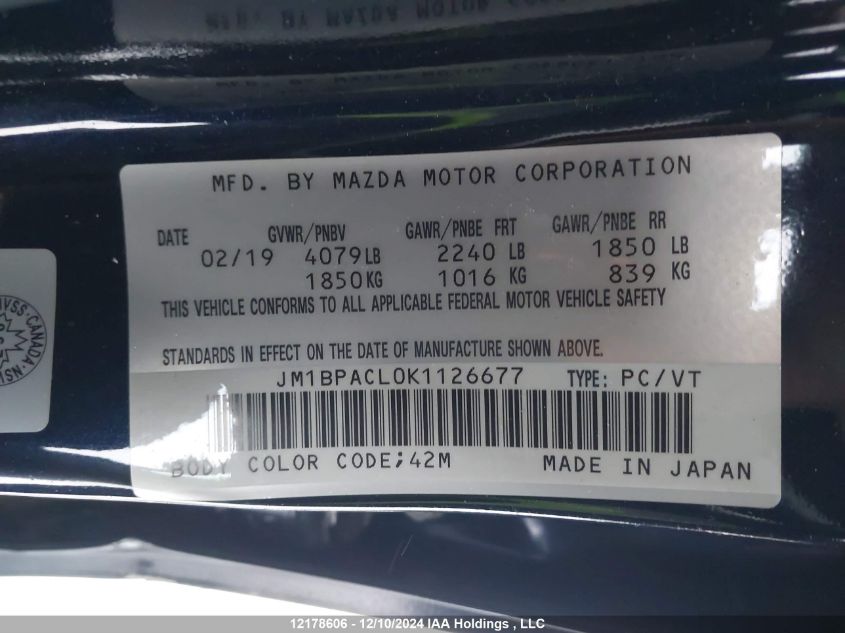 MFD. BY MAZDA MOTOR CORPORATION
DATE GVWR/PNBV GAWR/PNBE FRT GAWR/PNBE RR
02/19 4079LB 2240 LB 1850 LB
1850KG 1016 KG 839 KG
THIS VEHICLE CONFORMS TO ALL APPLICABLE FEDERAL MOTOR VEHICLE SAFETY
STANDARDS IN EFFECT ON THE DATE OF MANUFACTURE SHOWN ABOVE.
JM1BPACL0K1126677 TYPE: PC/VT
BODY COLOR CODE;42M MADE IN JAPAN
CANADA
12178606 - 12/10/2024 IAA Holdings , LLC